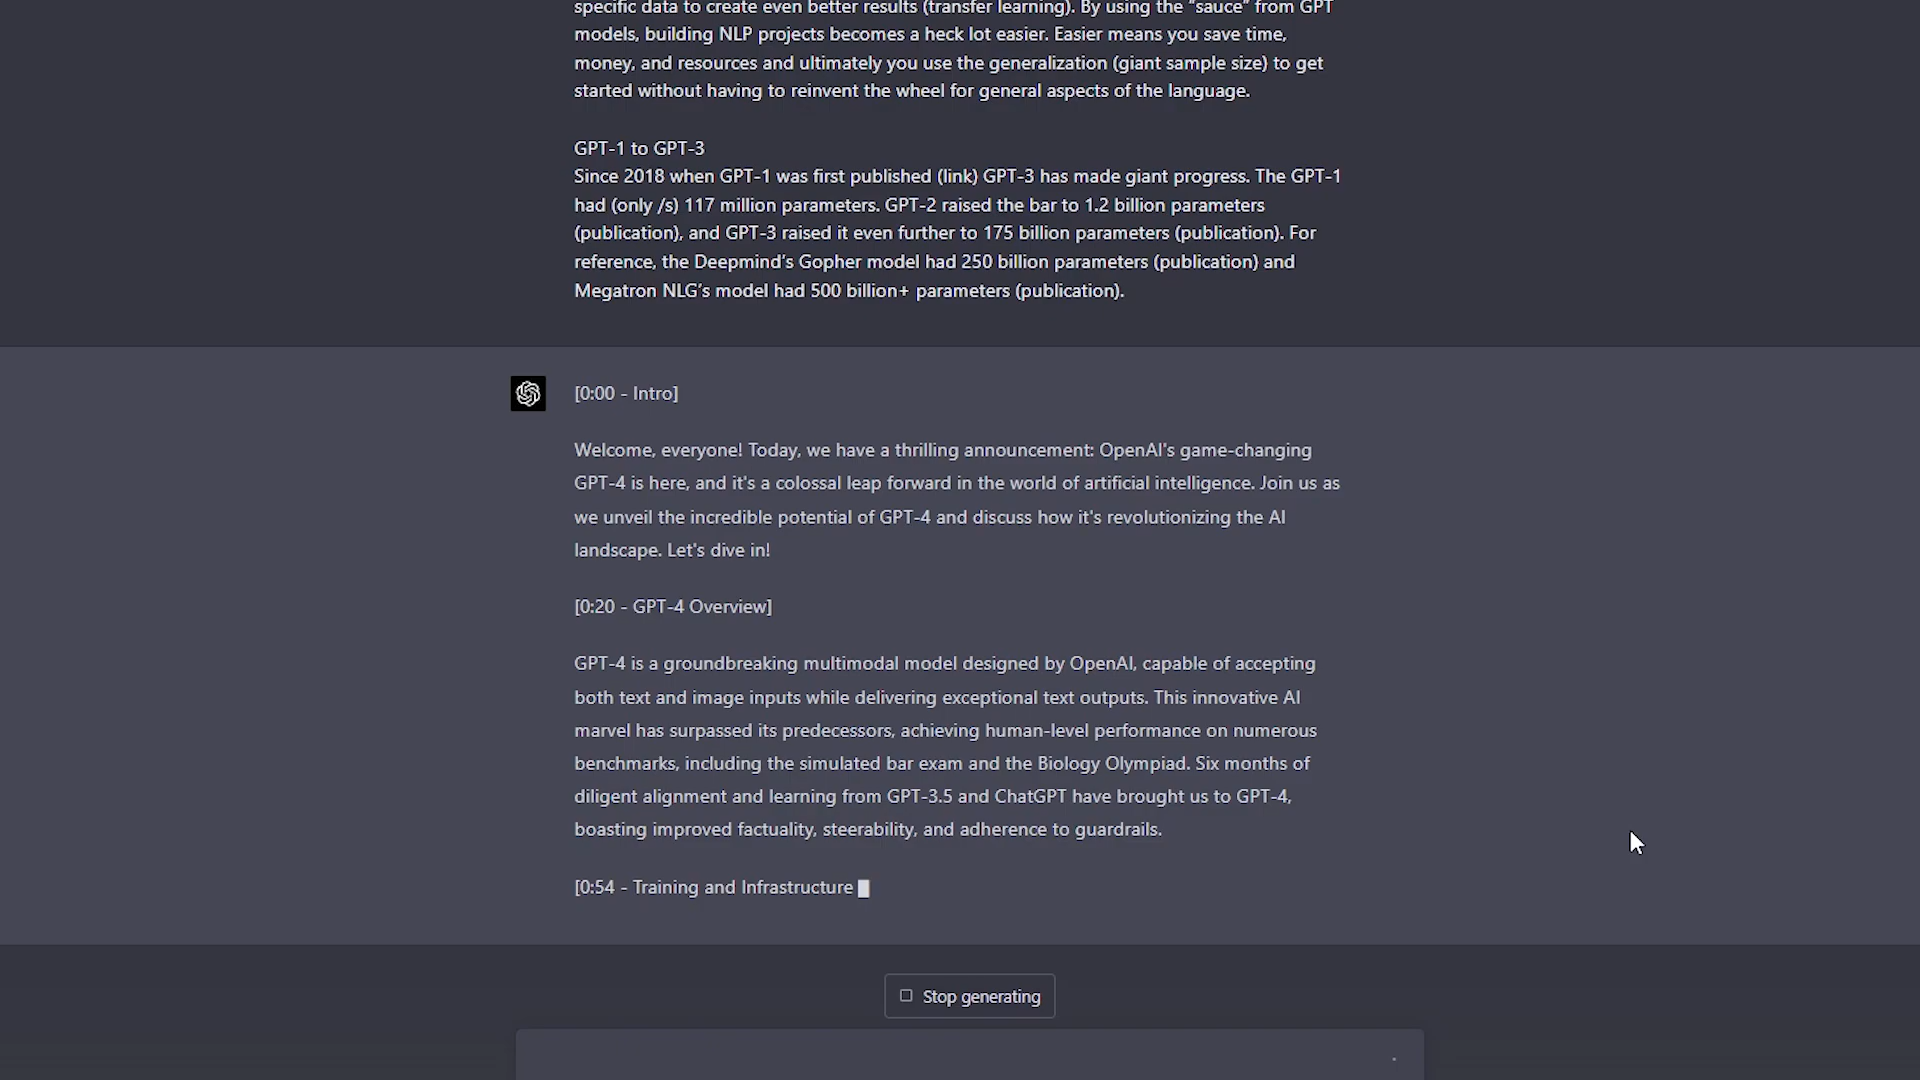 specific data to create even better results (transfer learning). By using the “sauce” from GPT
models, building NLP projects becomes a heck lot easier. Easier means you save time,
money, and resources and ultimately you use the generalization (giant sample size) to get
started without having to reinvent the wheel for general aspects of the language.
GPT-1 to GPT-3
Since 2018 when GPT-1 was first published (link) GPT-3 has made giant progress. The GPT-1
had (only /s) 117 million parameters. GPT-2 raised the bar to 1.2 billion parameters
(publication), and GPT-3 raised it even further to 175 billion parameters (publication). For
reference, the Deepmind’s Gopher model had 250 billion parameters (publication) and
Megatron NLG’s model had 500 billion+ parameters (publication).
[0:00 - Intro]
Welcome, everyone! Today, we have a thrilling announcement: OpenAI's game-changing
GPT-4 is here, and it's a colossal leap forward in the world of artificial intelligence. Join us as
we unveil the incredible potential of GPT-4 and discuss how it's revolutionizing the AI
landscape. Let's dive in!
[0:20 - GPT-4 Overview]
GPT-4 is a groundbreaking multimodal model designed by OpenAI, capable of accepting
both text and image inputs while delivering exceptional text outputs. This innovative AI
marvel has surpassed its predecessors, achieving human-level performance on numerous
benchmarks, including the simulated bar exam and the Biology Olympiad. Six months of
diligent alignment and learning from GPT-3.5 and ChatGPT have brought us to GPT-4,
boasting improved factuality, steerability, and adherence to guardrails.
[0:54 - Training and Infrastructure
Stop generating